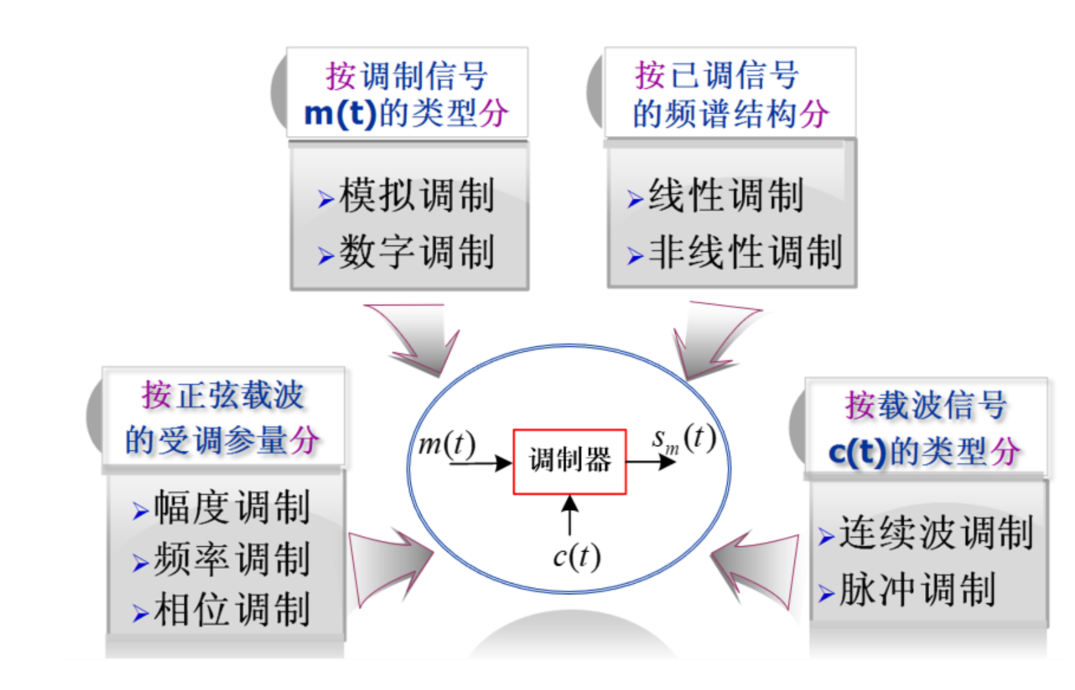 按调制信号
m(t)的类型分
➢模拟调制
➢数字调制
按已调信号
的频谱结构分
➢线性调制
➢非线性调制
按正弦载波
的受调参量分
➢幅度调制
➢频率调制
➢相位调制
m(t)
调制器
sₘ(t)
c(t)
按载波信号
c(t)的类型分
➢连续波调制
➢脉冲调制